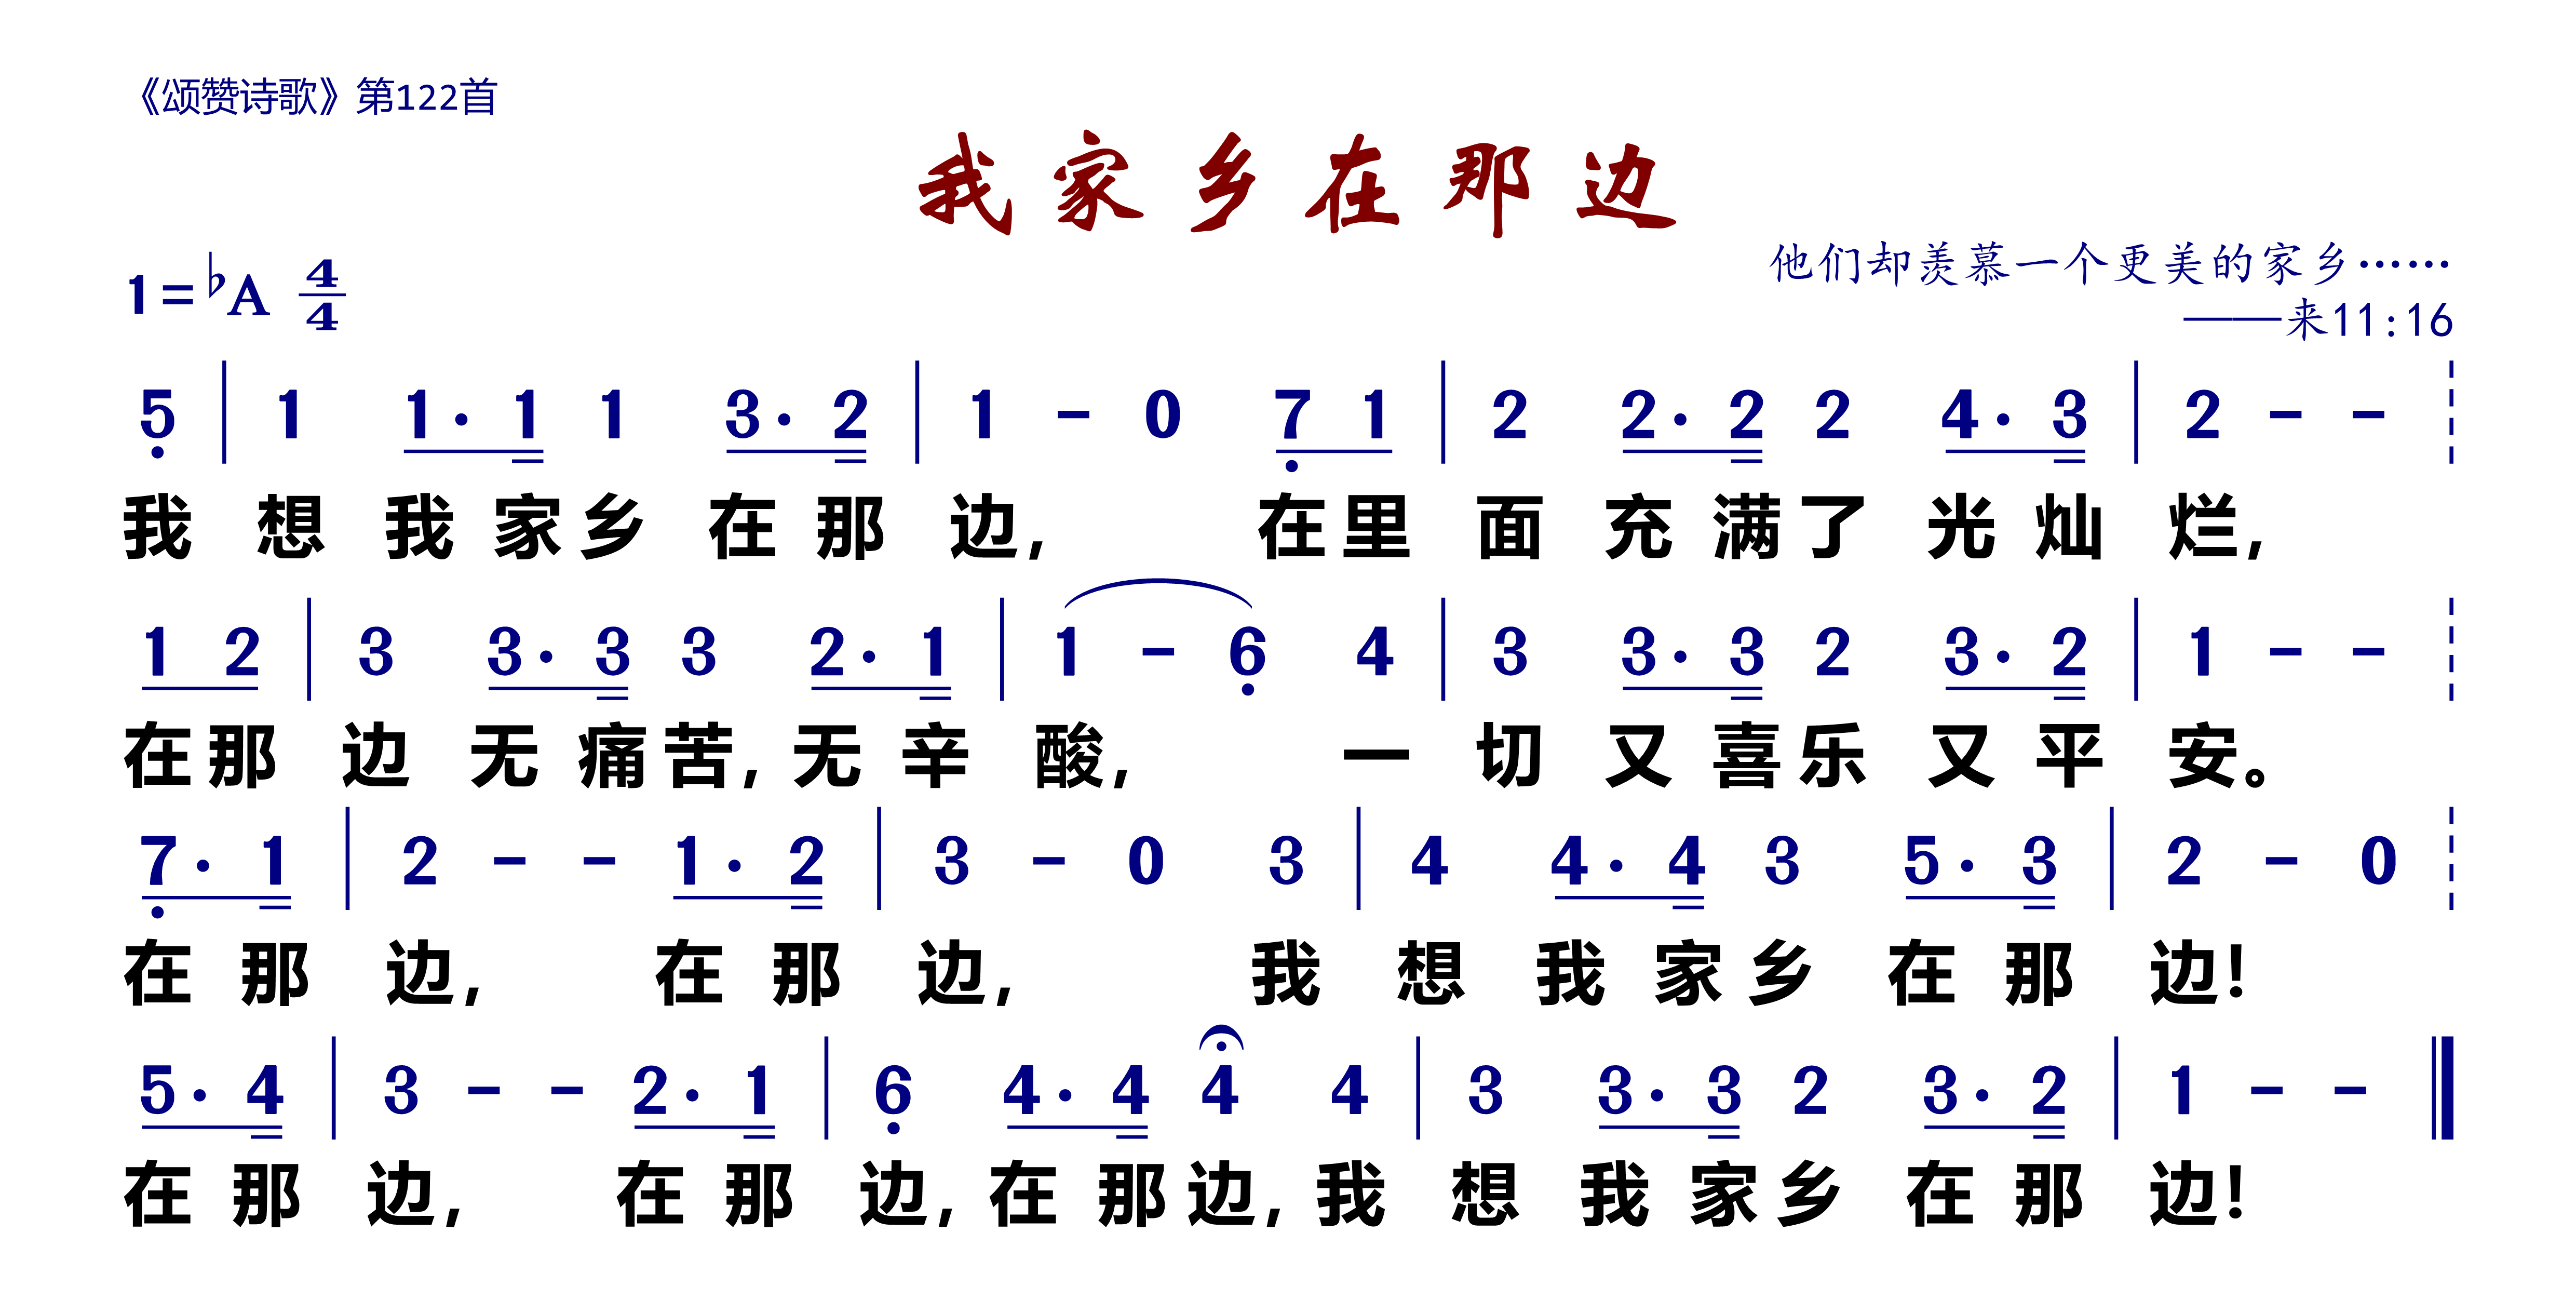 《颂赞诗歌》第122首
我家乡在那边
他们却羡慕一个更美的家乡……
1=♭A 4/4
——来11:16
5̣ | 1 1· 1 1 3· 2 | 1 - 0 7̣ 1 | 2 2· 2 2 4· 3 | 2 - - ¦
我 想 我 家 乡 在 那 边, 在 里 面 充 满 了 光 灿 烂,
1 2 | 3 3· 3 3 2· 1 | 1 - 6̣ 4 | 3 3· 3 2 3· 2 | 1 - - ¦
在 那 边 无 痛 苦, 无 辛 酸, 一 切 又 喜 乐 又 平 安。
7̣· 1 | 2 - - 1· 2 | 3 - 0 3 | 4 4· 4 3 5· 3 | 2 - 0 ¦
在 那 边, 在 那 边, 我 想 我 家 乡 在 那 边!
5· 4 | 3 - - 2· 1 | 6̣ 4· 4 4 4 | 3 3· 3 2 3· 2 | 1 - - ‖
在 那 边, 在 那 边, 在 那 边, 我 想 我 家 乡 在 那 边!